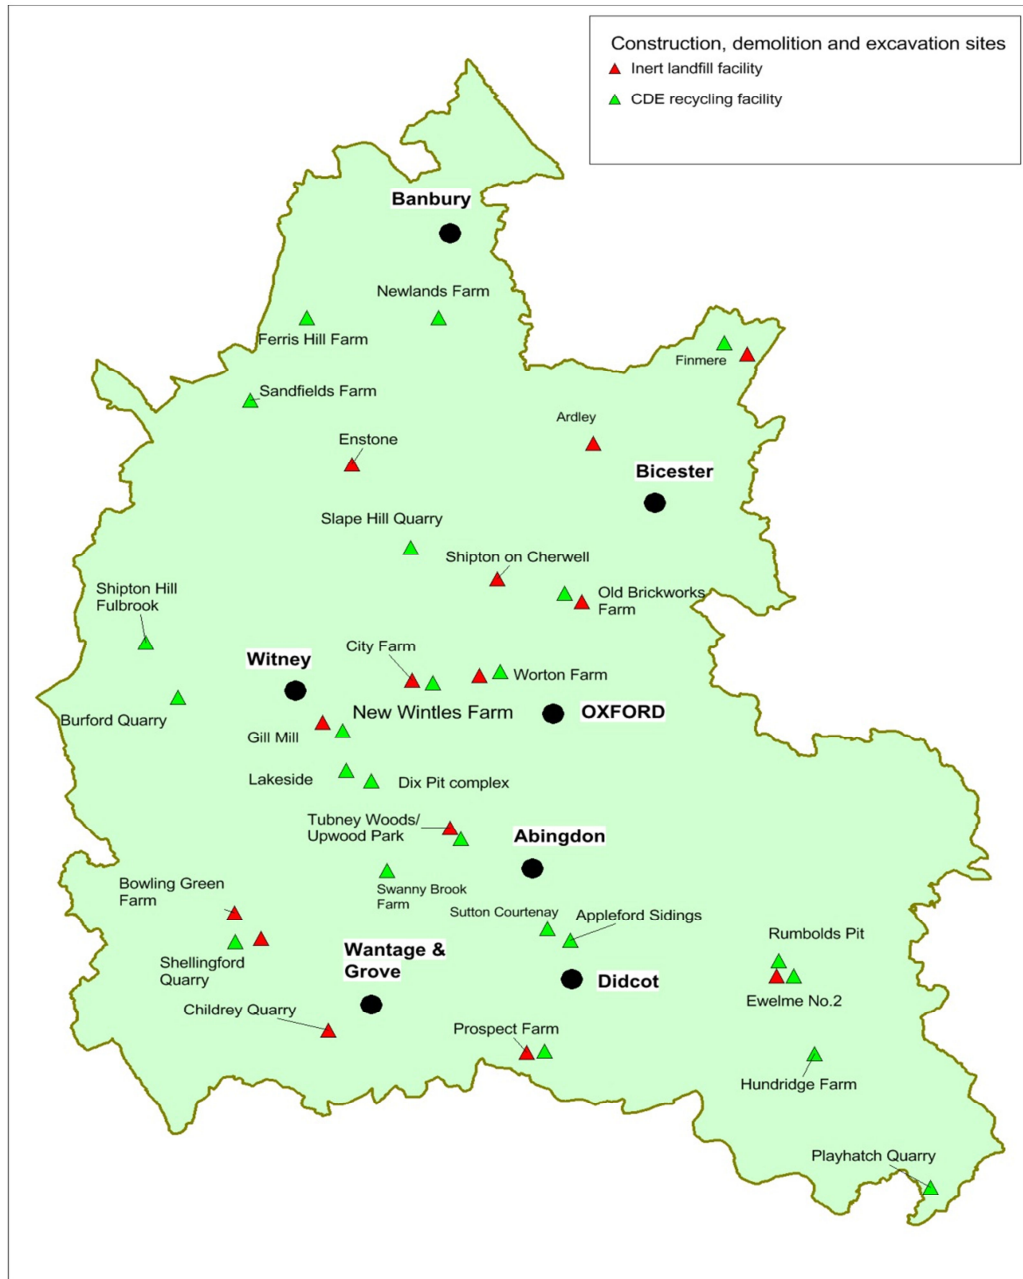 Construction, demolition and excavation sites
Inert landfill facility
CDE recycling facility
Banbury
Newlands Farm
Ferris Hill Farm
Finmere
Sandfields Farm
Ardley
Enstone
Bicester
Slape Hill Quarry
Shipton on Cherwell
Shipton Hill
Fulbrook
Old Brickworks
Farm
City Farm
Witney
Worton Farm
Burford Quarry
New Wintles Farm
OXFORD
Gill Mill
Lakeside
Dix Pit complex
Tubney Woods/
Upwood Park
Abingdon
Bowling Green
Farm
Swanny Brook
Farm
Sutton Courtenay
Appleford Sidings
Rumbolds Pit
Wantage &
Grove
Shellingford
Quarry
Didcot
Ewelme No.2
Childrey Quarry
Prospect Farm
Hundridge Farm
Playhatch Quarry